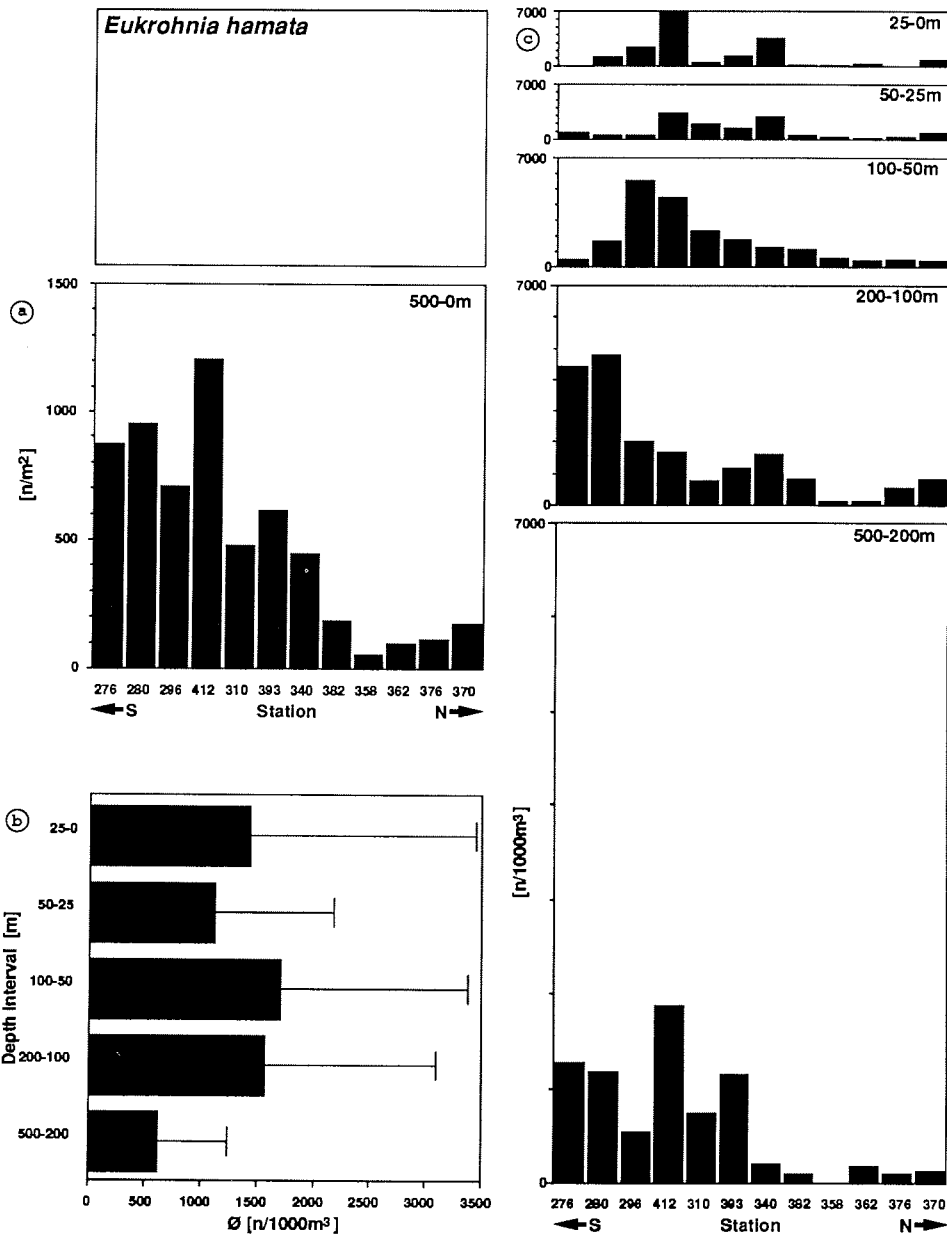 Eukrohnia hamata
a
500-0m
1500
1000
500
0
[n/m²]
276 280 296 412 310 393 340 382 358 362 376 370
S Station N
b
Depth Interval [m]
25-0
50-25
100-50
200-100
500-200
0 500 1000 1500 2000 2500 3000 3500
Ø [n/1000m³]
c
7000
0
25-0m
7000
0
50-25m
7000
0
100-50m
7000
0
200-100m
7000
0
500-200m
[n/1000m³]
276 280 296 412 310 393 340 382 358 362 376 370
S Station N